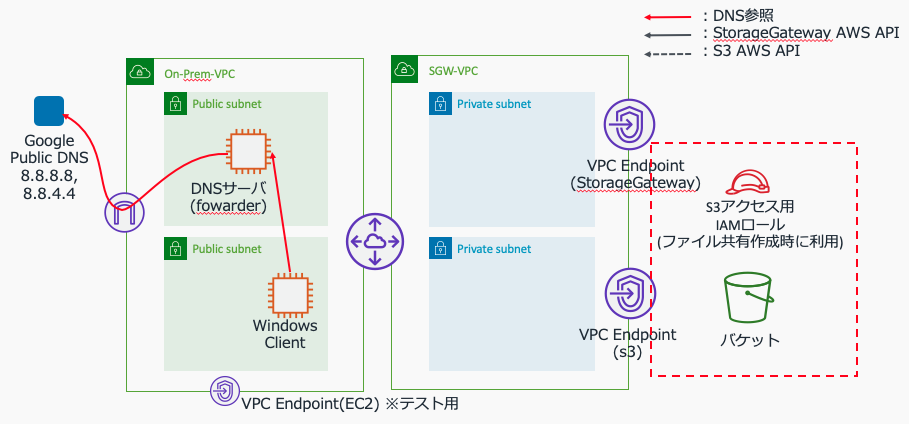 : DNS参照
: StorageGateway AWS API
: S3 AWS API
On-Prem-VPC
SGW-VPC
Public subnet
Private subnet
Google
Public DNS
8.8.8.8,
8.8.4.4
DNSサーバ
(fowarder)
VPC Endpoint
(StorageGateway)
S3アクセス用
IAMロール
(ファイル共有作成時に利用)
Public subnet
Private subnet
Windows
Client
VPC Endpoint
(s3)
バケット
VPC Endpoint(EC2) ※テスト用